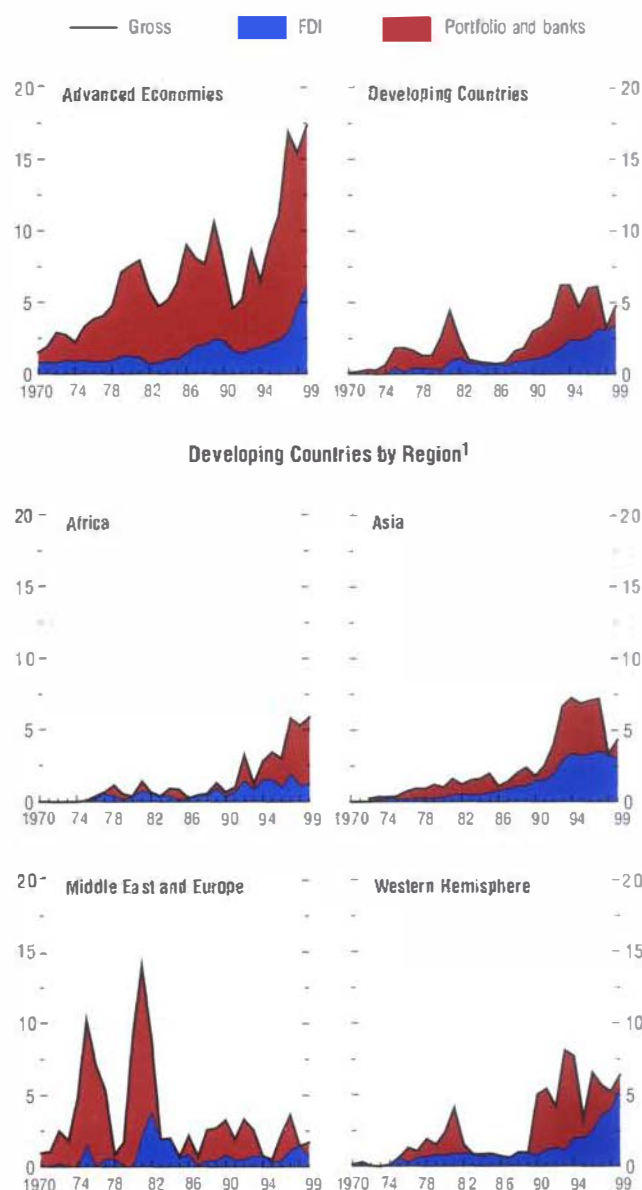 Gross FDI Portfolio and banks
Advanced Economies
20
15
10
5
0
1970 74 78 82 86 90 94 99
Developing Countries
20
15
10
5
0
1970 74 78 82 86 90 94 99
Developing Countries by Region¹
Africa
20
15
10
5
0
1970 74 78 82 86 90 94 99
Asia
20
15
10
5
0
1970 74 78 82 86 90 94 99
Middle East and Europe
20
15
10
5
0
1970 74 78 82 86 90 94 99
Western Hemisphere
20
15
10
5
0
1970 74 78 82 86 90 94 99